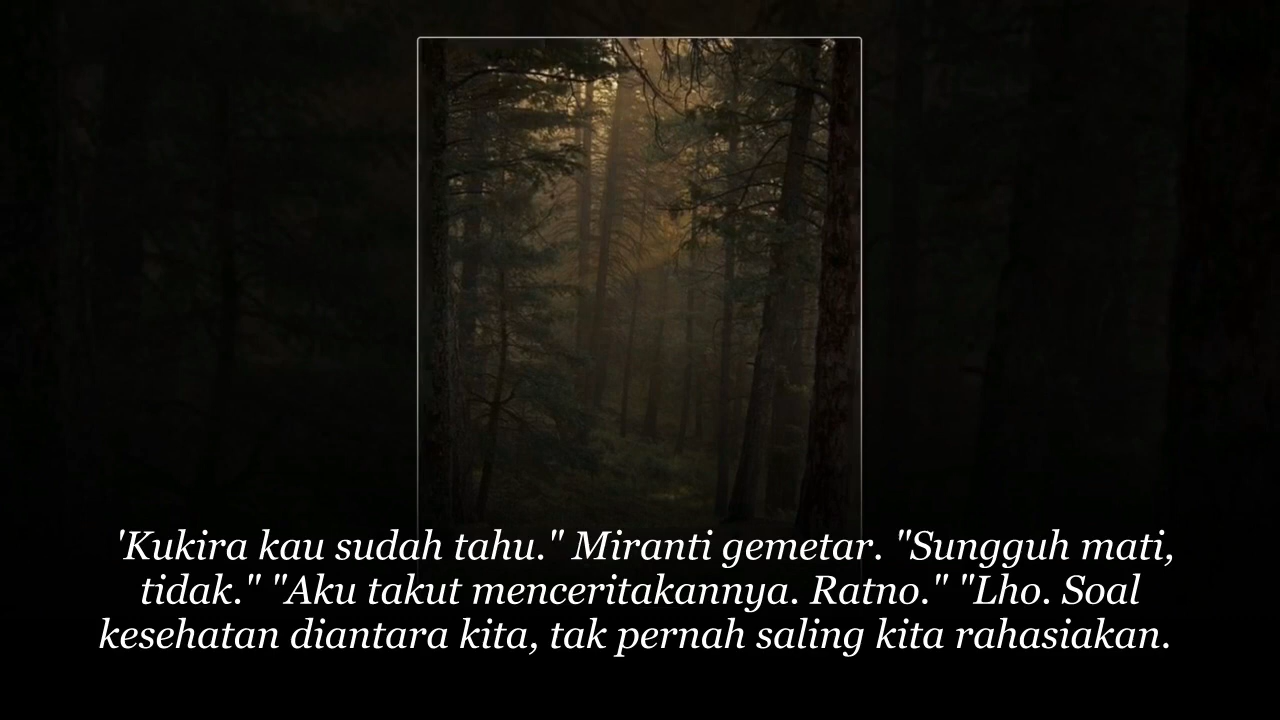 'Kukira kau sudah tahu." Miranti gemetar. "Sungguh mati,
tidak." "Aku takut menceritakannya. Ratno." "Lho. Soal
kesehatan diantara kita, tak pernah saling kita rahasiakan.